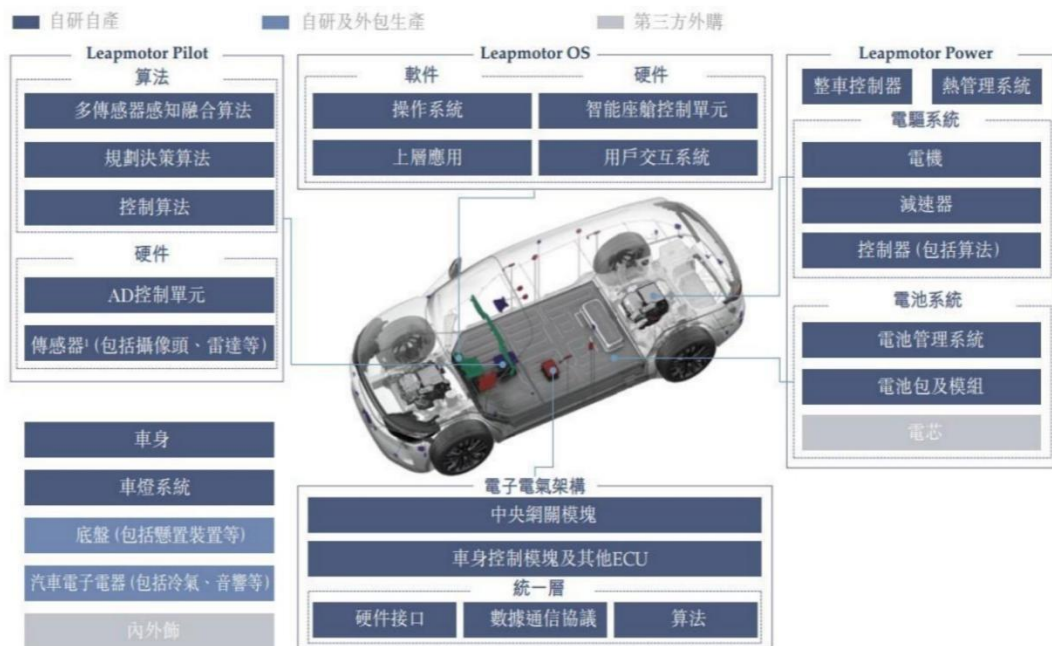 自研自產
自研及外包生產
第三方外購
Leapmotor Pilot
算法
多傳感器感知融合算法
規劃決策算法
控制算法
硬件
AD控制單元
傳感器¹ (包括攝像頭、雷達等)
Leapmotor OS
軟件
硬件
操作系統
智能座艙控制單元
上層應用
用戶交互系統
Leapmotor Power
整車控制器
熱管理系統
電驅系統
電機
減速器
控制器 (包括算法)
電池系統
電池管理系統
電池包及模組
電芯
車身
車燈系統
底盤 (包括懸置裝置等)
汽車電子電器 (包括冷氣、音響等)
內外飾
電子電氣架構
中央網關模塊
車身控制模塊及其他ECU
統一層
硬件接口
數據通信協議
算法